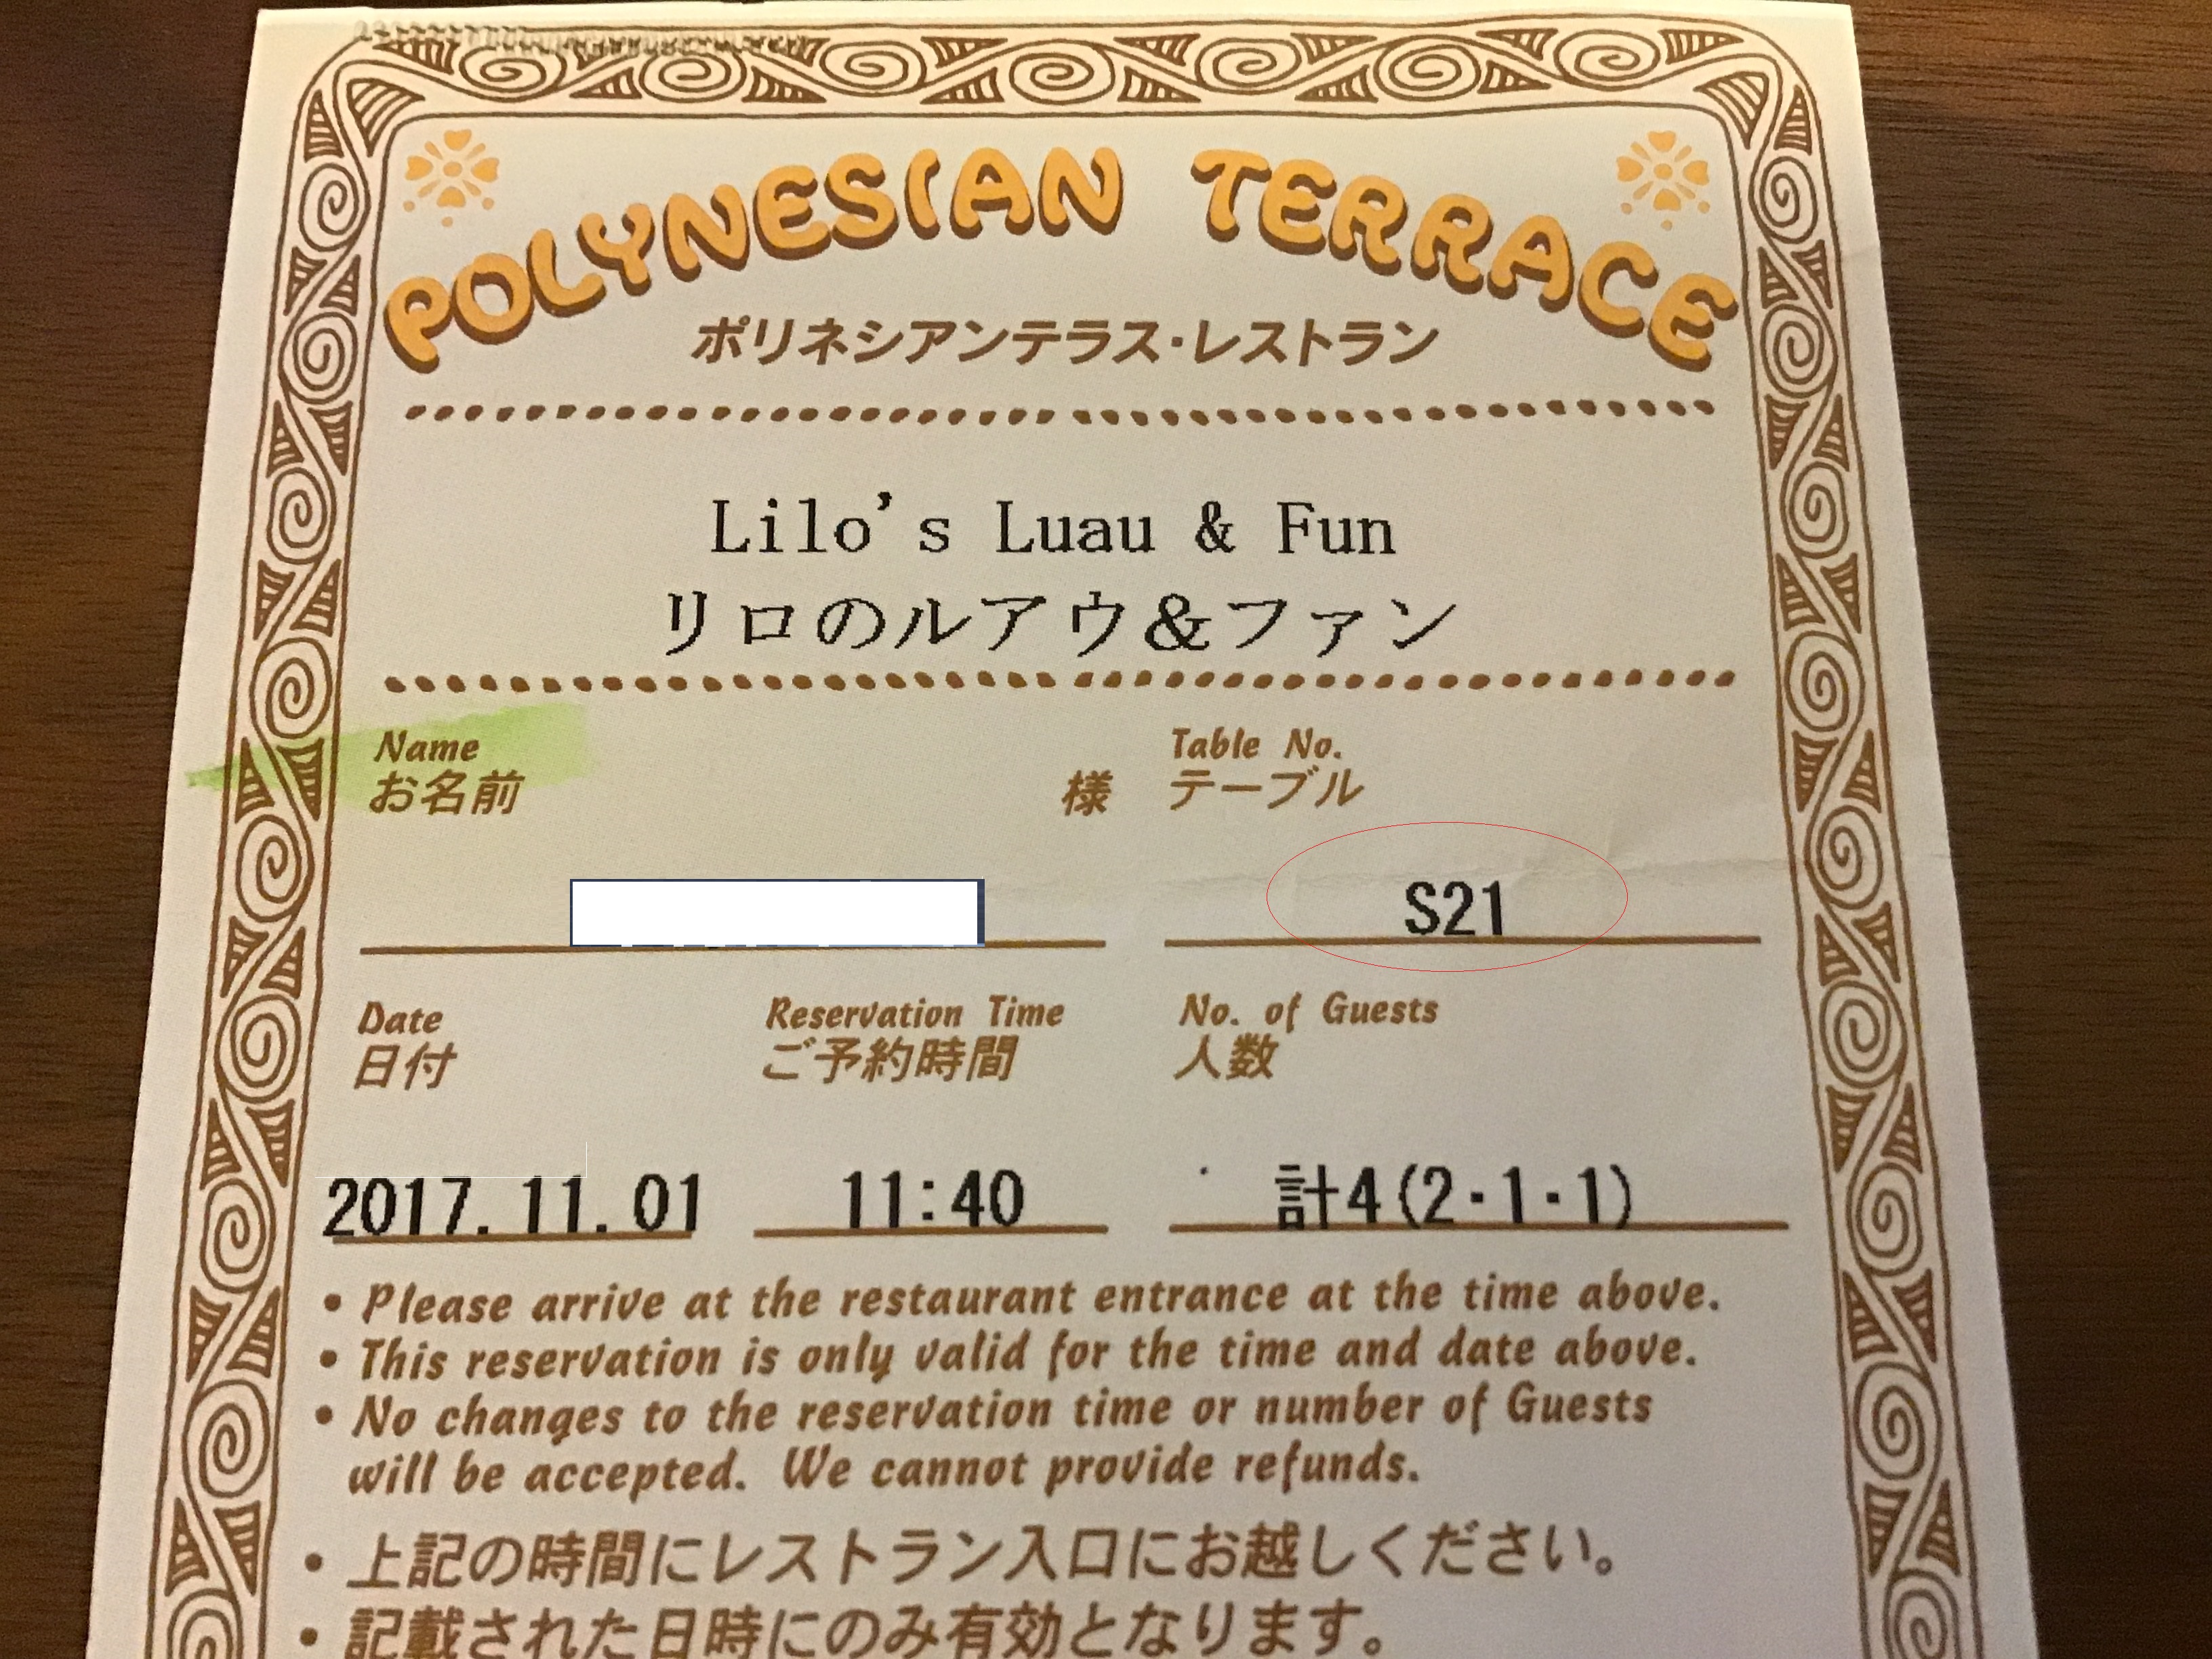 POLYNESIAN TERRACE
ポリネシアンテラス・レストラン
Lilo's Luau & Fun
リロのルアウ&ファン
Name
お名前 様
Table No.
テーブル
S21
Date
日付
Reservation Time
ご予約時間
No. of Guests
人数
2017.11.01 11:40 計4(2・1・1)
• Please arrive at the restaurant entrance at the time above.
• This reservation is only valid for the time and date above.
• No changes to the reservation time or number of Guests
will be accepted. We cannot provide refunds.
• 上記の時間にレストラン入口にお越しください。
• 記載された日時にのみ有効となります。